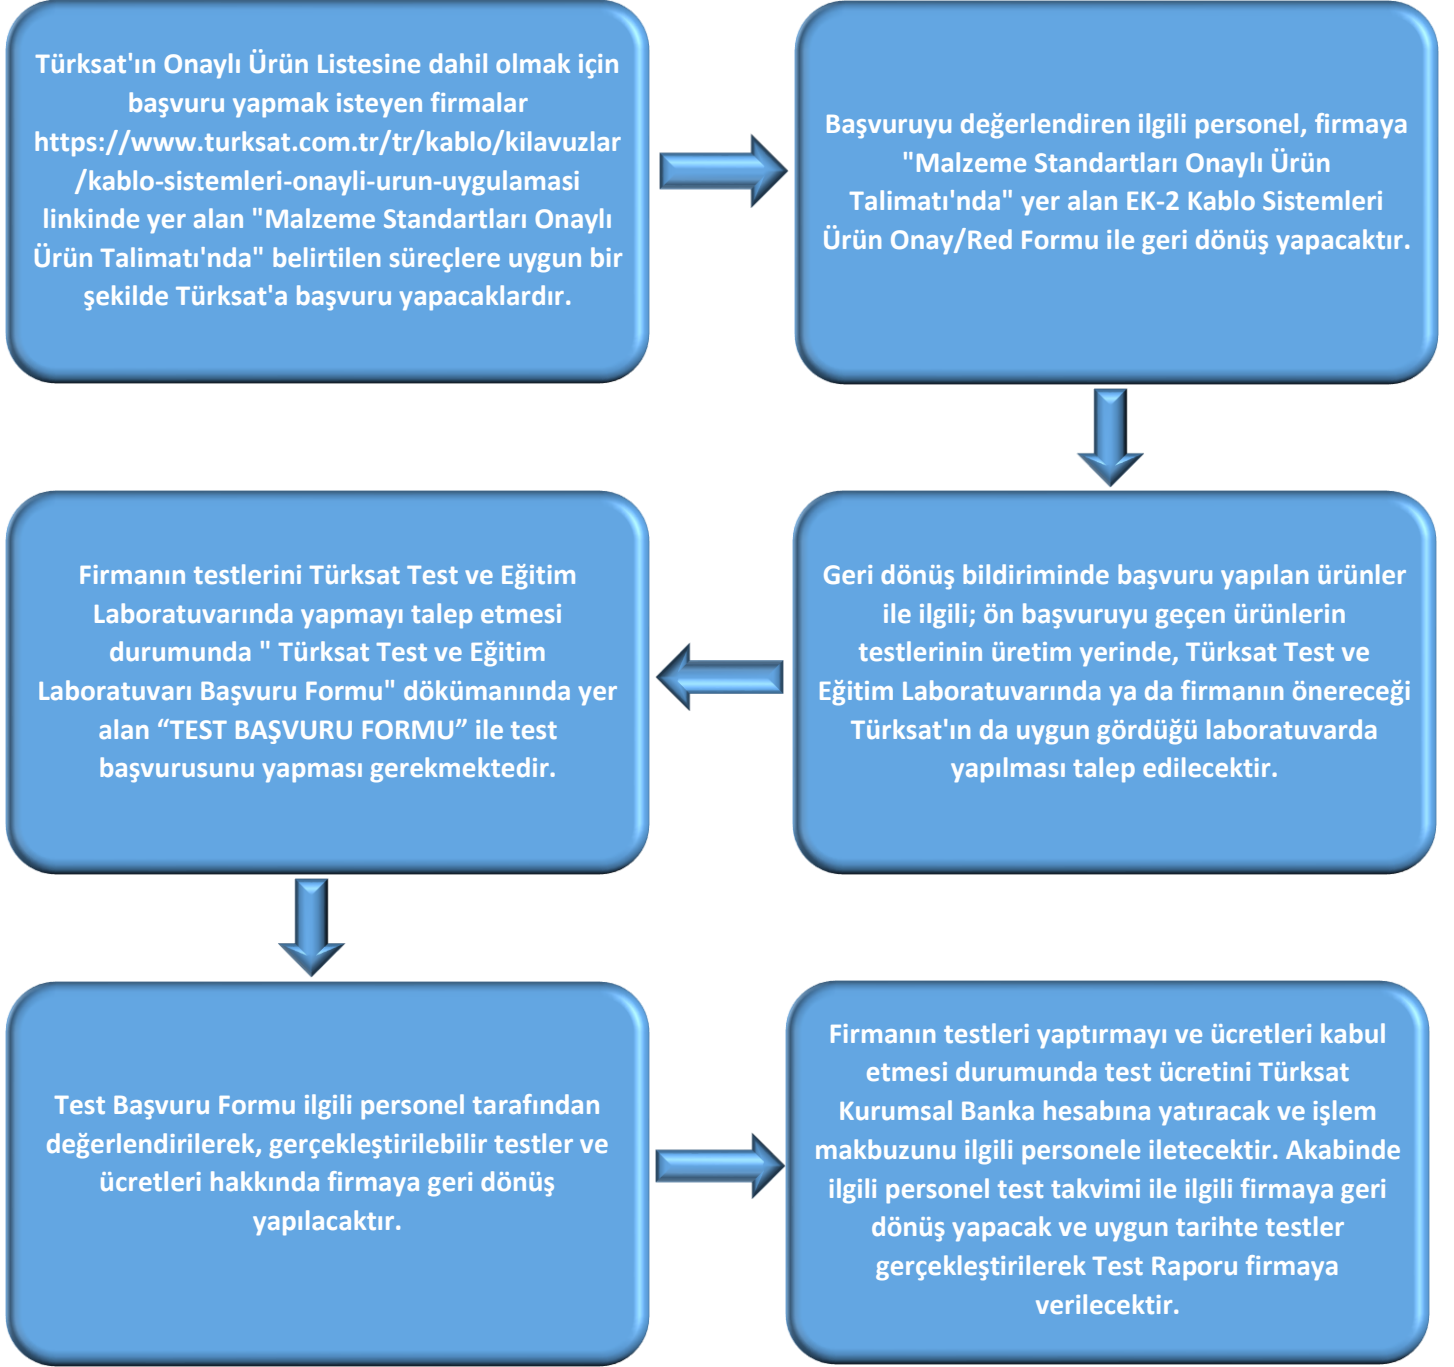 Türksat'ın Onaylı Ürün Listesine dahil olmak için
başvuru yapmak isteyen firmalar
https://www.turksat.com.tr/tr/kablo/kilavuzlar
/kablo-sistemleri-onayli-urun-uygulamasi
linkinde yer alan "Malzeme Standartları Onaylı
Ürün Talimatı'nda" belirtilen süreçlere uygun bir
şekilde Türksat'a başvuru yapacaklardır.
Başvuruyu değerlendiren ilgili personel, firmaya
"Malzeme Standartları Onaylı Ürün
Talimatı'nda" yer alan EK-2 Kablo Sistemleri
Ürün Onay/Red Formu ile geri dönüş yapacaktır.
Geri dönüş bildiriminde başvuru yapılan ürünler
ile ilgili; ön başvuruyu geçen ürünlerin
testlerinin üretim yerinde, Türksat Test ve
Eğitim Laboratuvarında ya da firmanın önereceği
Türksat'ın da uygun gördüğü laboratuvarda
yapılması talep edilecektir.
Firmanın testlerini Türksat Test ve Eğitim
Laboratuvarında yapmayı talep etmesi
durumunda " Türksat Test ve Eğitim
Laboratuvarı Başvuru Formu" dökümanında yer
alan “TEST BAŞVURU FORMU” ile test
başvurusunu yapması gerekmektedir.
Test Başvuru Formu ilgili personel tarafından
değerlendirilerek, gerçekleştirilebilir testler ve
ücretleri hakkında firmaya geri dönüş
yapılacaktır.
Firmanın testleri yaptırmayı ve ücretleri kabul
etmesi durumunda test ücretini Türksat
Kurumsal Banka hesabına yatıracak ve işlem
makbuzunu ilgili personele iletecektir. Akabinde
ilgili personel test takvimi ile ilgili firmaya geri
dönüş yapacak ve uygun tarihte testler
gerçekleştirilerek Test Raporu firmaya
verilecektir.